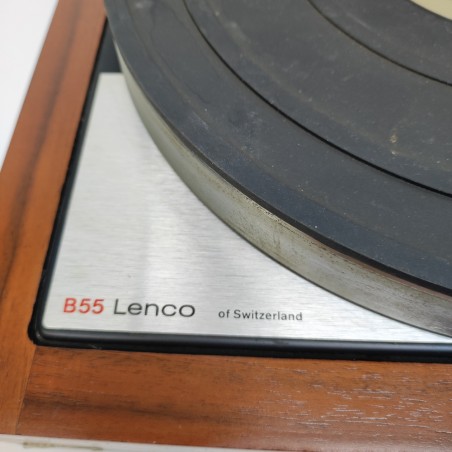 B55 Lenco of Switzerland